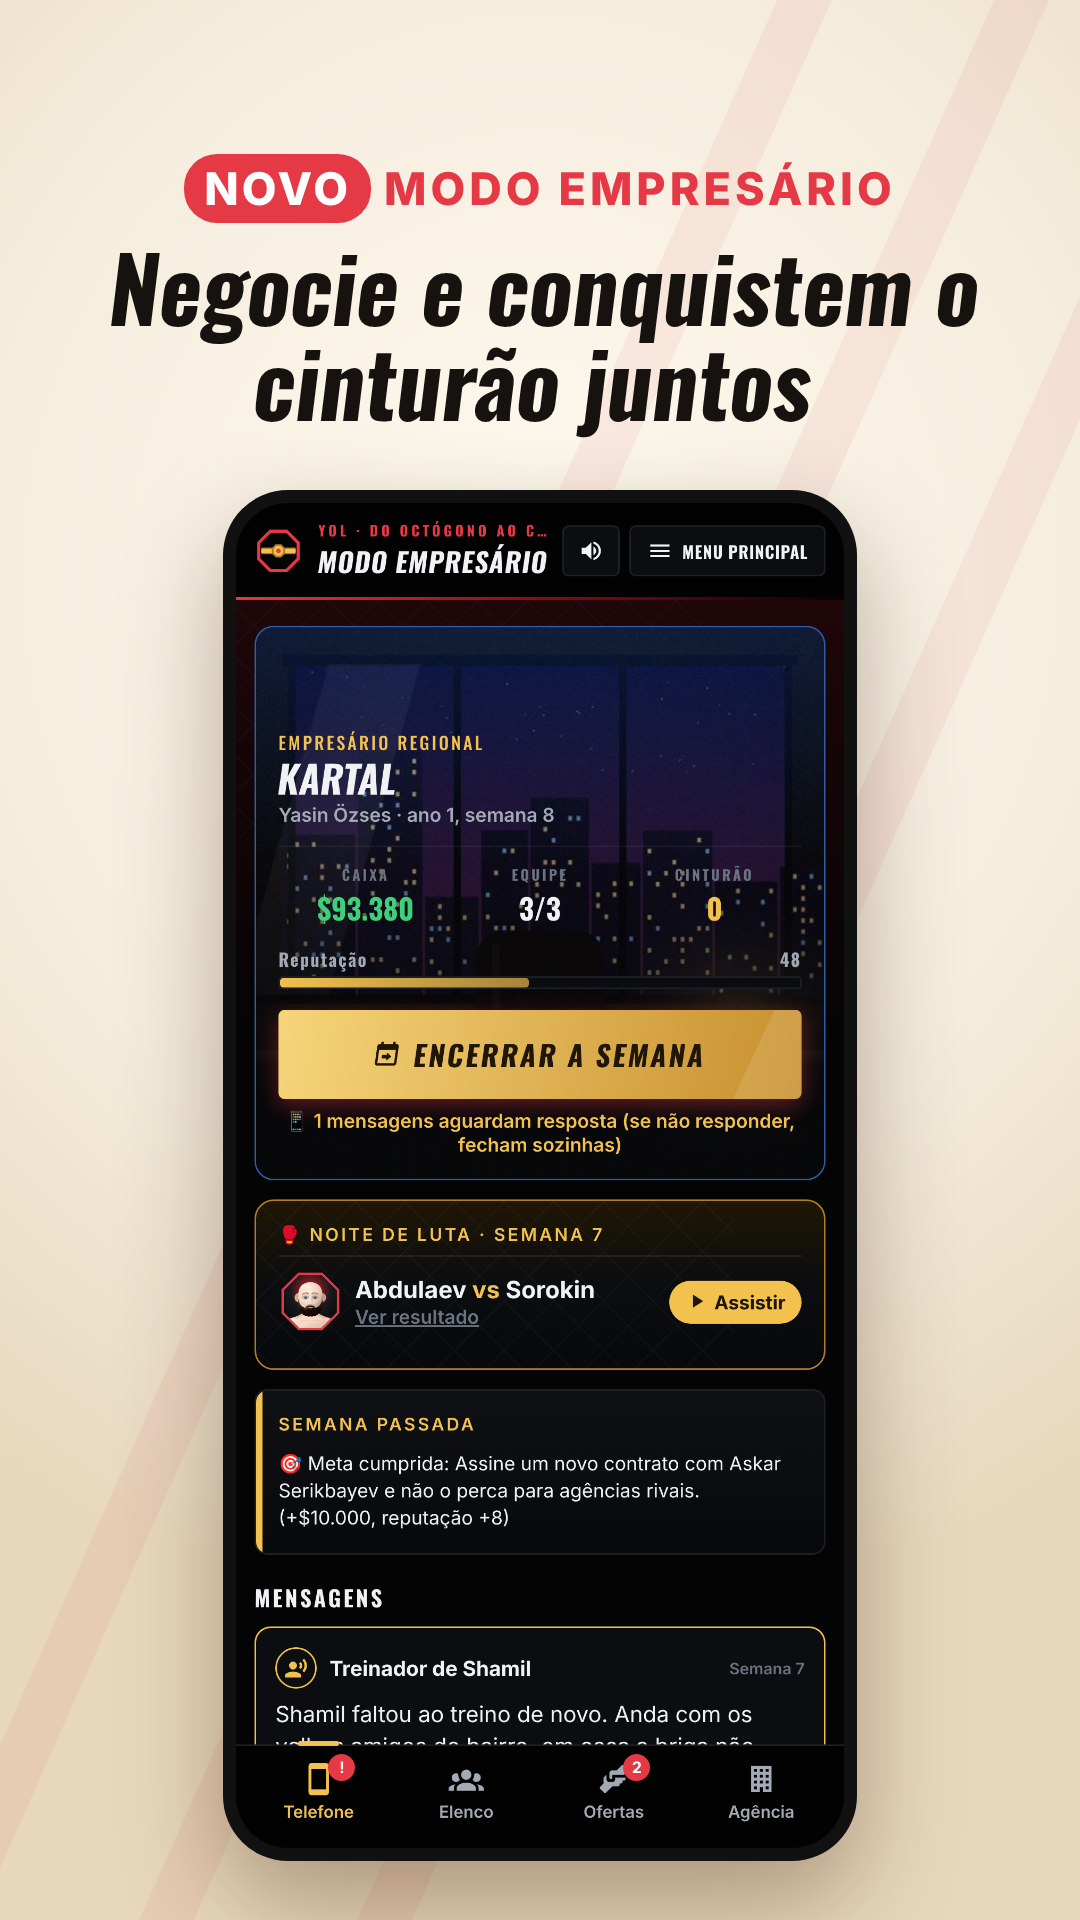 NOVO MODO EMPRESÁRIO
Negocie e conquistem o
cinturão juntos
YOL · DO OCTÓGONO AO C…
MODO EMPRESÁRIO
MENU PRINCIPAL
EMPRESÁRIO REGIONAL
KARTAL
Yasin Özses · ano 1, semana 8
CAIXA EQUIPE CINTURÃO
$93.380 3/3 0
Reputação 48
ENCERRAR A SEMANA
1 mensagens aguardam resposta (se não responder,
fecham sozinhas)
NOITE DE LUTA · SEMANA 7
Abdulaev vs Sorokin
Ver resultado
Assistir
SEMANA PASSADA
Meta cumprida: Assine um novo contrato com Askar
Serikbayev e não o perca para agências rivais.
(+$10.000, reputação +8)
MENSAGENS
Treinador de Shamil Semana 7
Shamil faltou ao treino de novo. Anda com os
! 2
Telefone Elenco Ofertas Agência